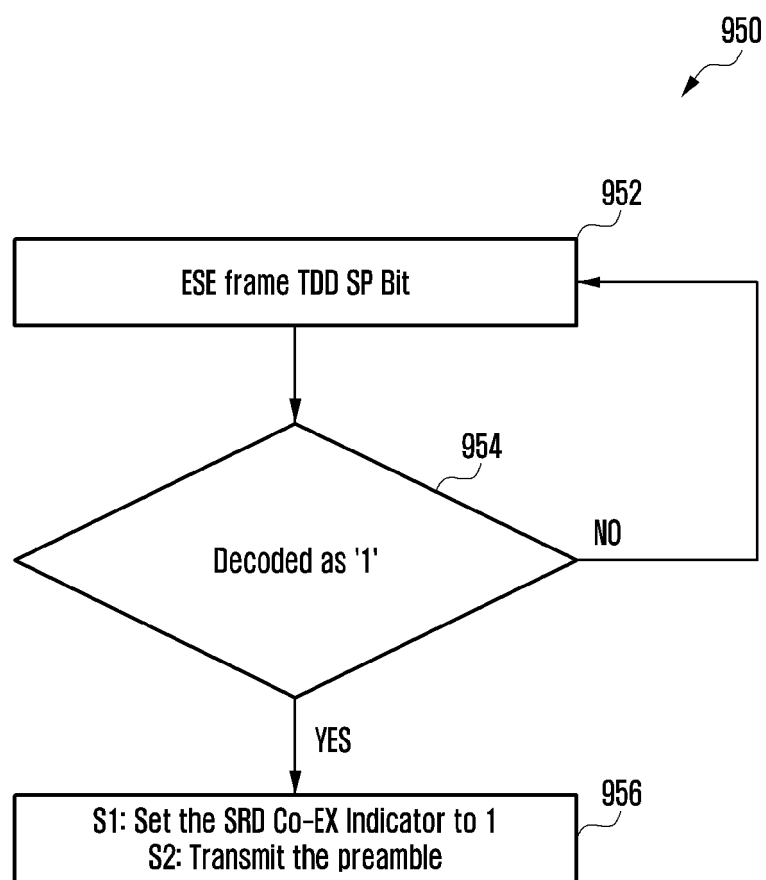 950
952
ESE frame TDD SP Bit
954
Decoded as '1'
NO
YES
956
S1: Set the SRD Co-EX Indicator to 1
S2: Transmit the preamble